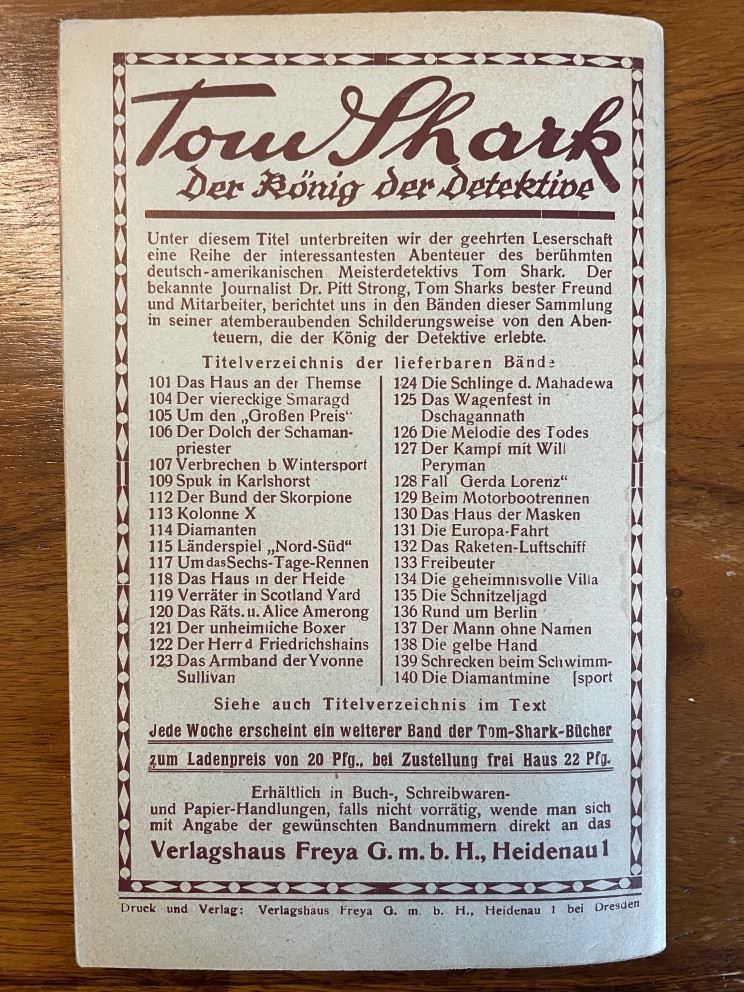 Tom Shark
Der König der Detektive
Unter diesem Titel unterbreiten wir der geehrten Leserschaft
eine Reihe der interessantesten Abenteuer des berühmten
deutsch-amerikanischen Meisterdetektivs Tom Shark. Der
bekannte Journalist Dr. Pitt Strong, Tom Sharks bester Freund
und Mitarbeiter, berichtet uns in den Bänden dieser Sammlung
in seiner atemberaubenden Schilderungsweise von den Aben-
teuern, die der König der Detektive erlebte.
Titelverzeichnis der lieferbaren Bände
101 Das Haus an der Themse
104 Der viereckige Smaragd
105 Um den „Großen Preis“
106 Der Dolch der Schaman-
priester
107 Verbrechen b Wintersport
109 Spuk in Karlshorst
112 Der Bund der Skorpione
113 Kolonne X
114 Diamanten
115 Länderspiel „Nord-Süd“
117 Um das Sechs-Tage-Rennen
118 Das Haus in der Heide
119 Verräter in Scotland Yard
120 Das Räts. u. Alice Amerong
121 Der unheimliche Boxer
122 Der Herr d Friedrichshains
123 Das Armband der Yvonne
Sullivan
124 Die Schlinge d. Mahadewa
125 Das Wagenfest in
Dschagannath
126 Die Melodie des Todes
127 Der Kampf mit Will
Peryman
128 Fall Gerda Lorenz“
129 Beim Motorbootrennen
130 Das Haus der Masken
131 Die Europa-Fahrt
132 Das Raketen-Luftschiff
133 Freibeuter
134 Die geheimnisvolle Villa
135 Die Schnitzeljagd
136 Rund um Berlin
137 Der Mann ohne Namen
138 Die gelbe Hand
139 Schrecken beim Schwimm-
140 Die Diamantmine [sport
Siehe auch Titelverzeichnis im Text
Jede Woche erscheint ein weiterer Band der Tom-Shark-Bücher
zum Ladenpreis von 20 Pfg., bei Zustellung frei Haus 22 Pfg.
Erhältlich in Buch-, Schreibwaren-
und Papier-Handlungen, falls nicht vorrätig, wende man sich
mit Angabe der gewünschten Bandnummern direkt an das
Verlagshaus Freya G. m. b. H., Heidenau 1
Druck und Verlag: Verlagshaus Freya G. m. b. H., Heidenau 1 bei Dresden